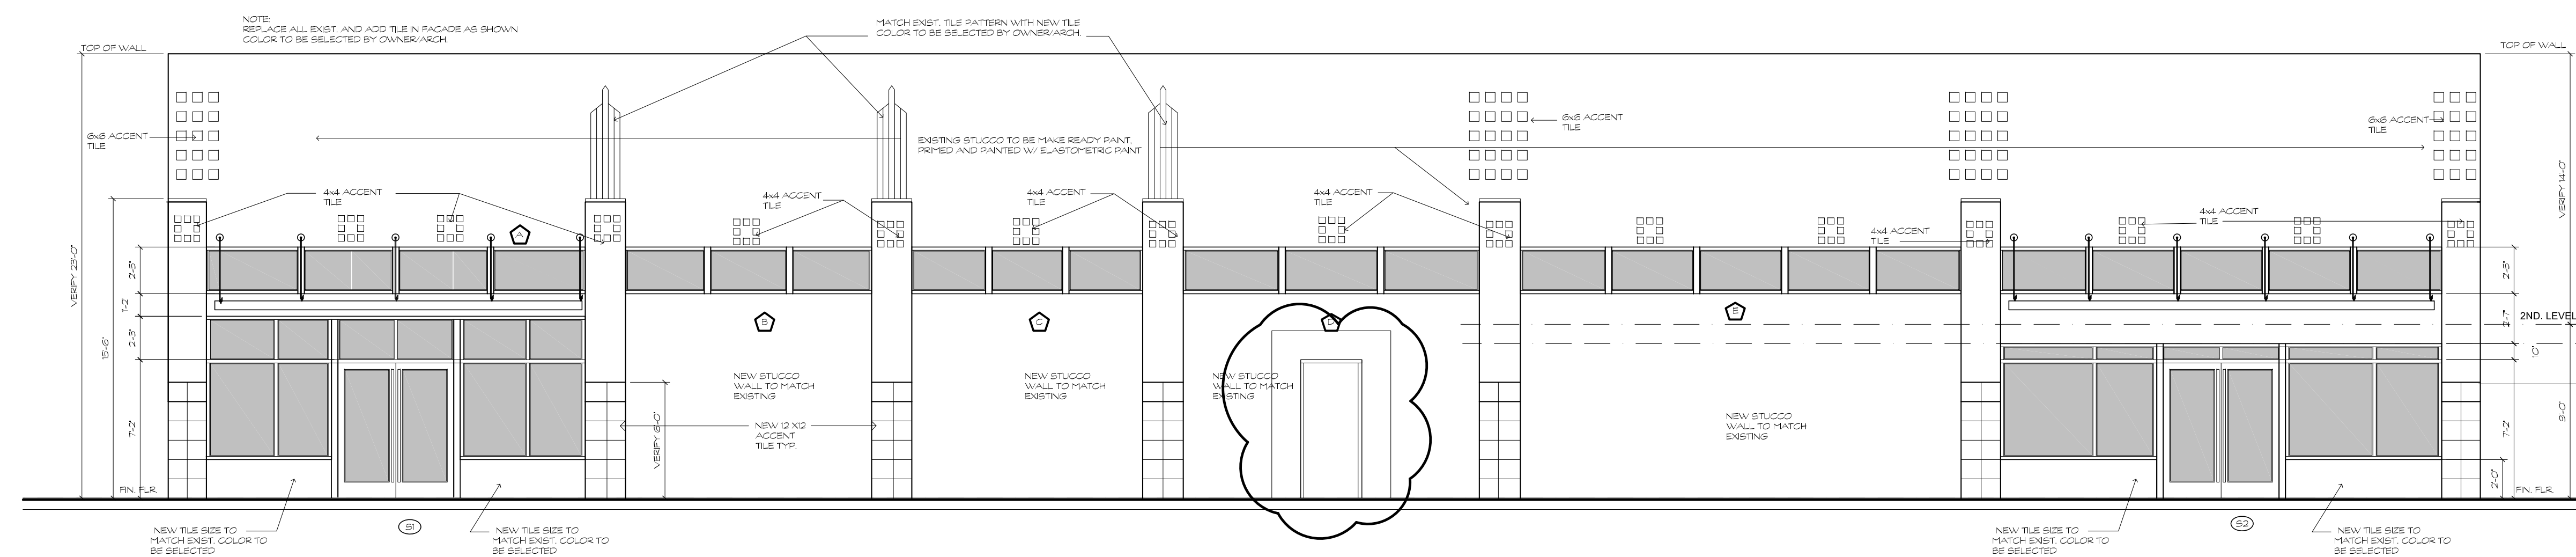 NOTE:
REPLACE ALL EXIST. AND ADD TILE IN FACADE AS SHOWN
COLOR TO BE SELECTED BY OWNER/ARCH.
MATCH EXIST. TILE PATTERN WITH NEW TILE
COLOR TO BE SELECTED BY OWNER/ARCH.
TOP OF WALL
TOP OF WALL
6x6 ACCENT
TILE
EXISTING STUCCO TO BE MAKE READY PAINT,
PRIMED AND PAINTED W/ ELASTOMETRIC PAINT
6x6 ACCENT
TILE
6x6 ACCENT
TILE
VERIFY 14'-0"
4x4 ACCENT
TILE
4x4 ACCENT
TILE
4x4 ACCENT
TILE
4x4 ACCENT
TILE
4x4 ACCENT
TILE
4x4 ACCENT
TILE
A
VERIFY 23'-0"
15'-6"
2'-5"
1'-2"
2'-3"
7'-2"
B
C
D
E
2'-5"
2'-7"
2ND. LEVEL
10"
7'-2"
9'-0"
2'-0"
NEW STUCCO
WALL TO MATCH
EXISTING
NEW STUCCO
WALL TO MATCH
EXISTING
NEW STUCCO
WALL TO MATCH
EXISTING
NEW STUCCO
WALL TO MATCH
EXISTING
VERIFY 6'-0"
NEW 12 X12
ACCENT
TILE TYP.
FIN. FLR.
FIN. FLR.
NEW TILE SIZE TO
MATCH EXIST. COLOR TO
BE SELECTED
S1
NEW TILE SIZE TO
MATCH EXIST. COLOR TO
BE SELECTED
NEW TILE SIZE TO
MATCH EXIST. COLOR TO
BE SELECTED
S2
NEW TILE SIZE TO
MATCH EXIST. COLOR TO
BE SELECTED